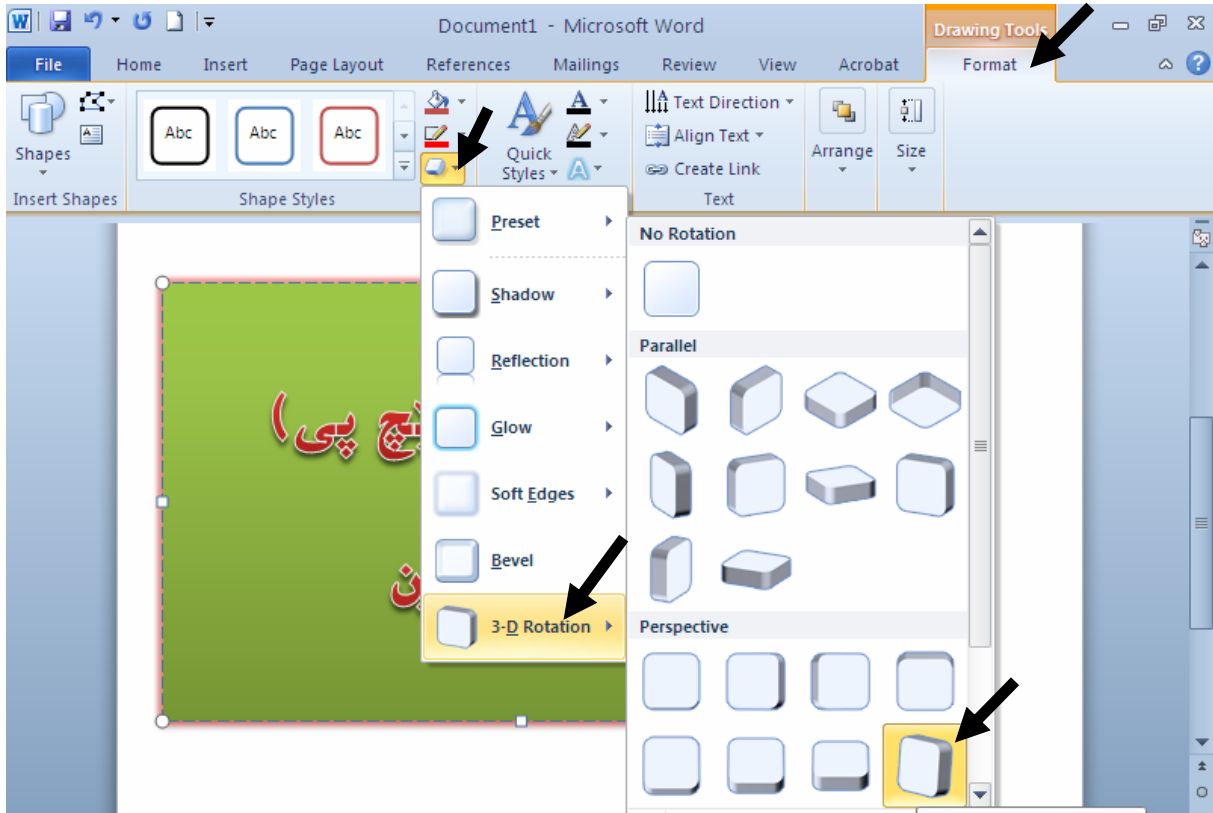 Document1 - Microsoft Word
Drawing Tools
File Home Insert Page Layout References Mailings Review View Acrobat Format
Abc Abc Abc
Shapes
Quick Styles
Text Direction
Align Text
Create Link
Arrange
Size
Insert Shapes
Shape Styles
Text
Preset
Shadow
Reflection
Glow
Soft Edges
Bevel
3-D Rotation
No Rotation
Parallel
Perspective
پی)